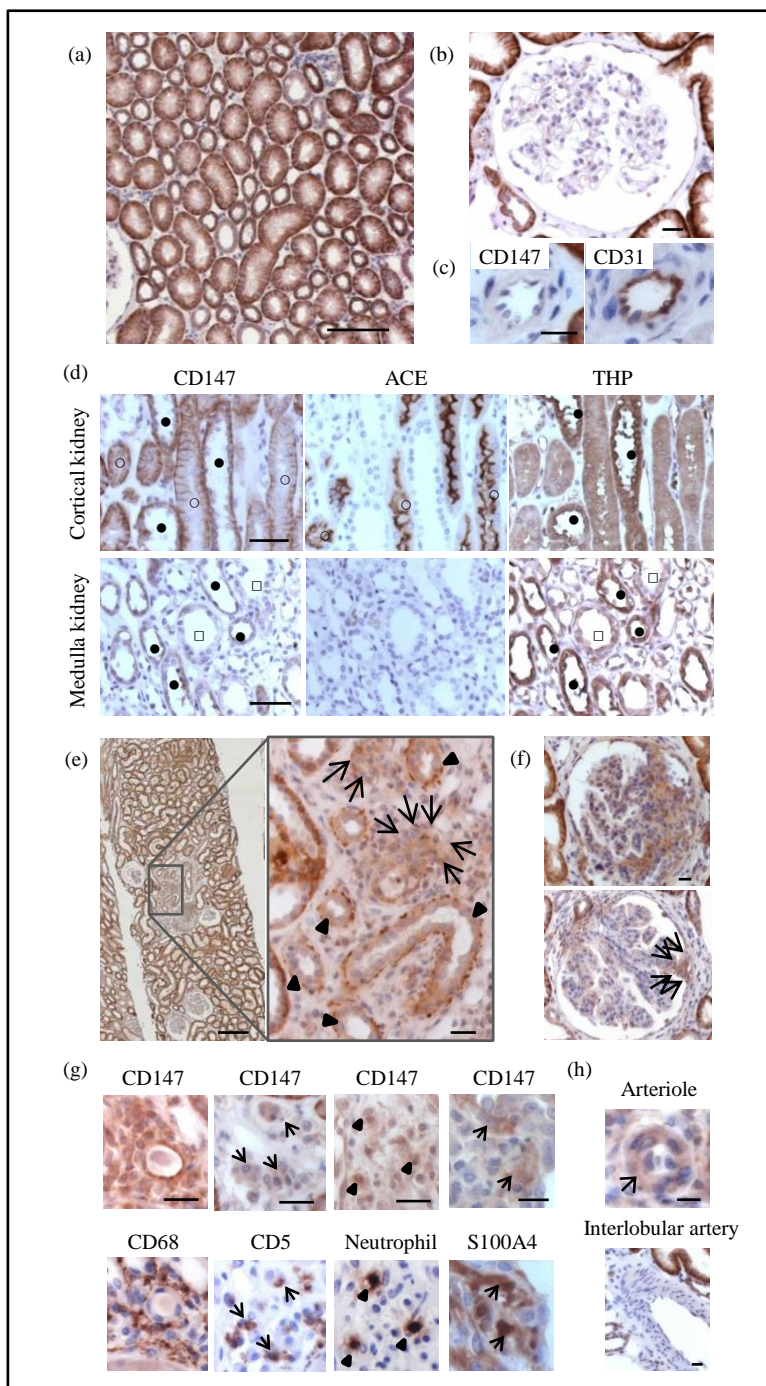 (a)
(b)
(c)
CD147 CD31
(d)
CD147 ACE THP
Cortical kidney
Medulla kidney
(e)
(f)
(g)
CD147 CD147 CD147 CD147
(h)
Arteriole
Interlobular artery
CD68 CD5 Neutrophil S100A4